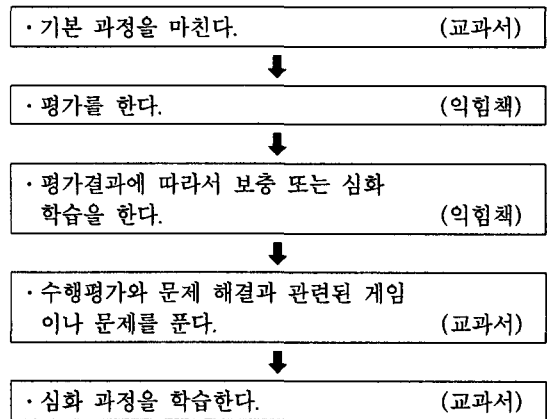 · 기본 과정을 마친다. (교과서)
· 평가를 한다. (익힘책)
· 평가결과에 따라서 보충 또는 심화
학습을 한다. (익힘책)
· 수행평가와 문제 해결과 관련된 게임
이나 문제를 푼다. (교과서)
· 심화 과정을 학습한다. (교과서)